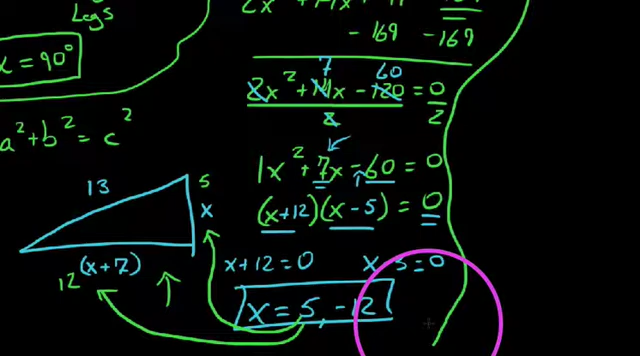 Legs
x = 90°
a² + b² = c²
13
5
x
12 (x+7)
- 169 - 169
7 60
2x² + 14x - 120 = 0
2 2
1x² + 7x - 60 = 0
(x+12)(x-5) = 0
x+12=0 x-5=0
x = 5, -12